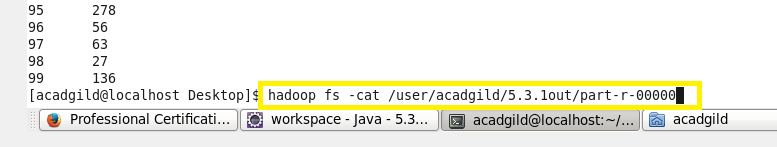 95 278
96 56
97 63
98 27
99 136
[acadgild@localhost Desktop]$ hadoop fs -cat /user/acadgild/5.3.1out/part-r-00000
Professional Certificati... workspace - Java - 5.3... acadgild@localhost:~/... acadgild